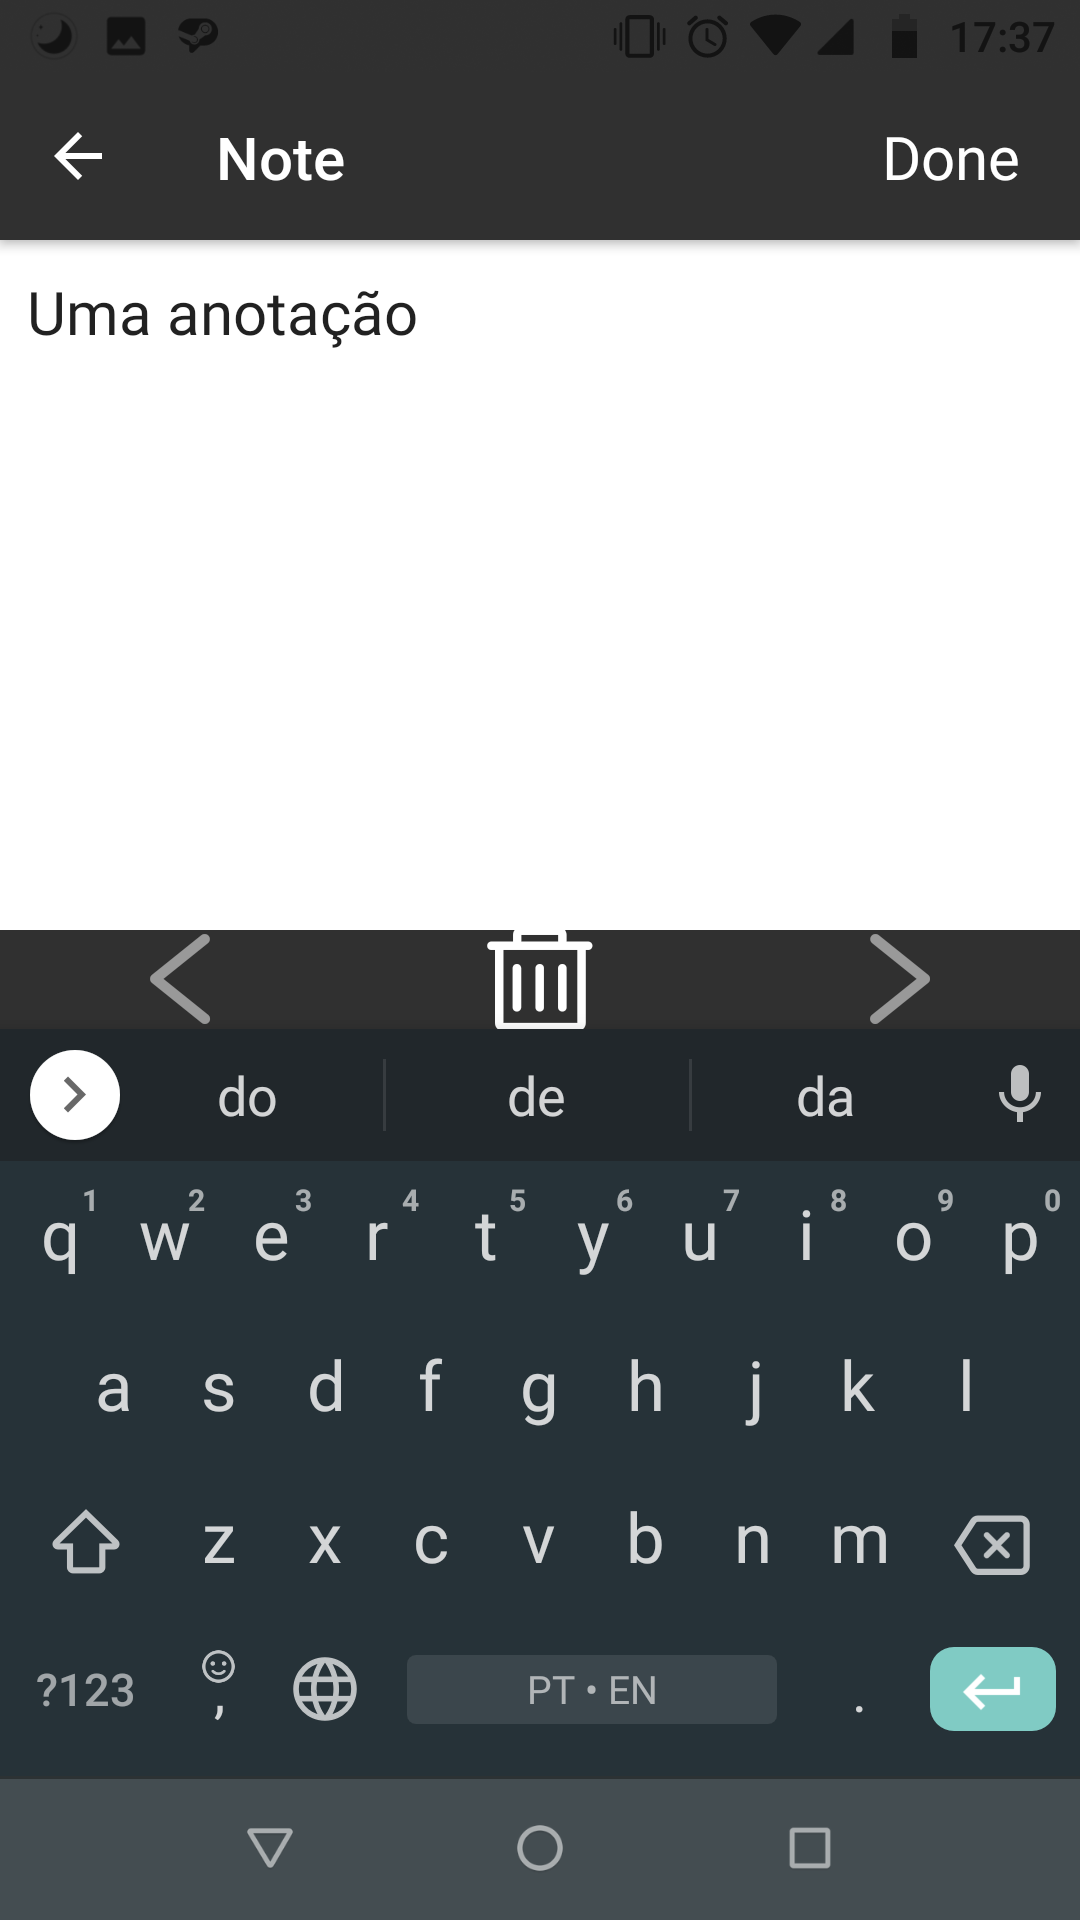 17:37
Note Done
Uma anotação
do de da
1 2 3 4 5 6 7 8 9 0
q w e r t y u i o p
a s d f g h j k l
z x c v b n m
?123 , PT • EN .